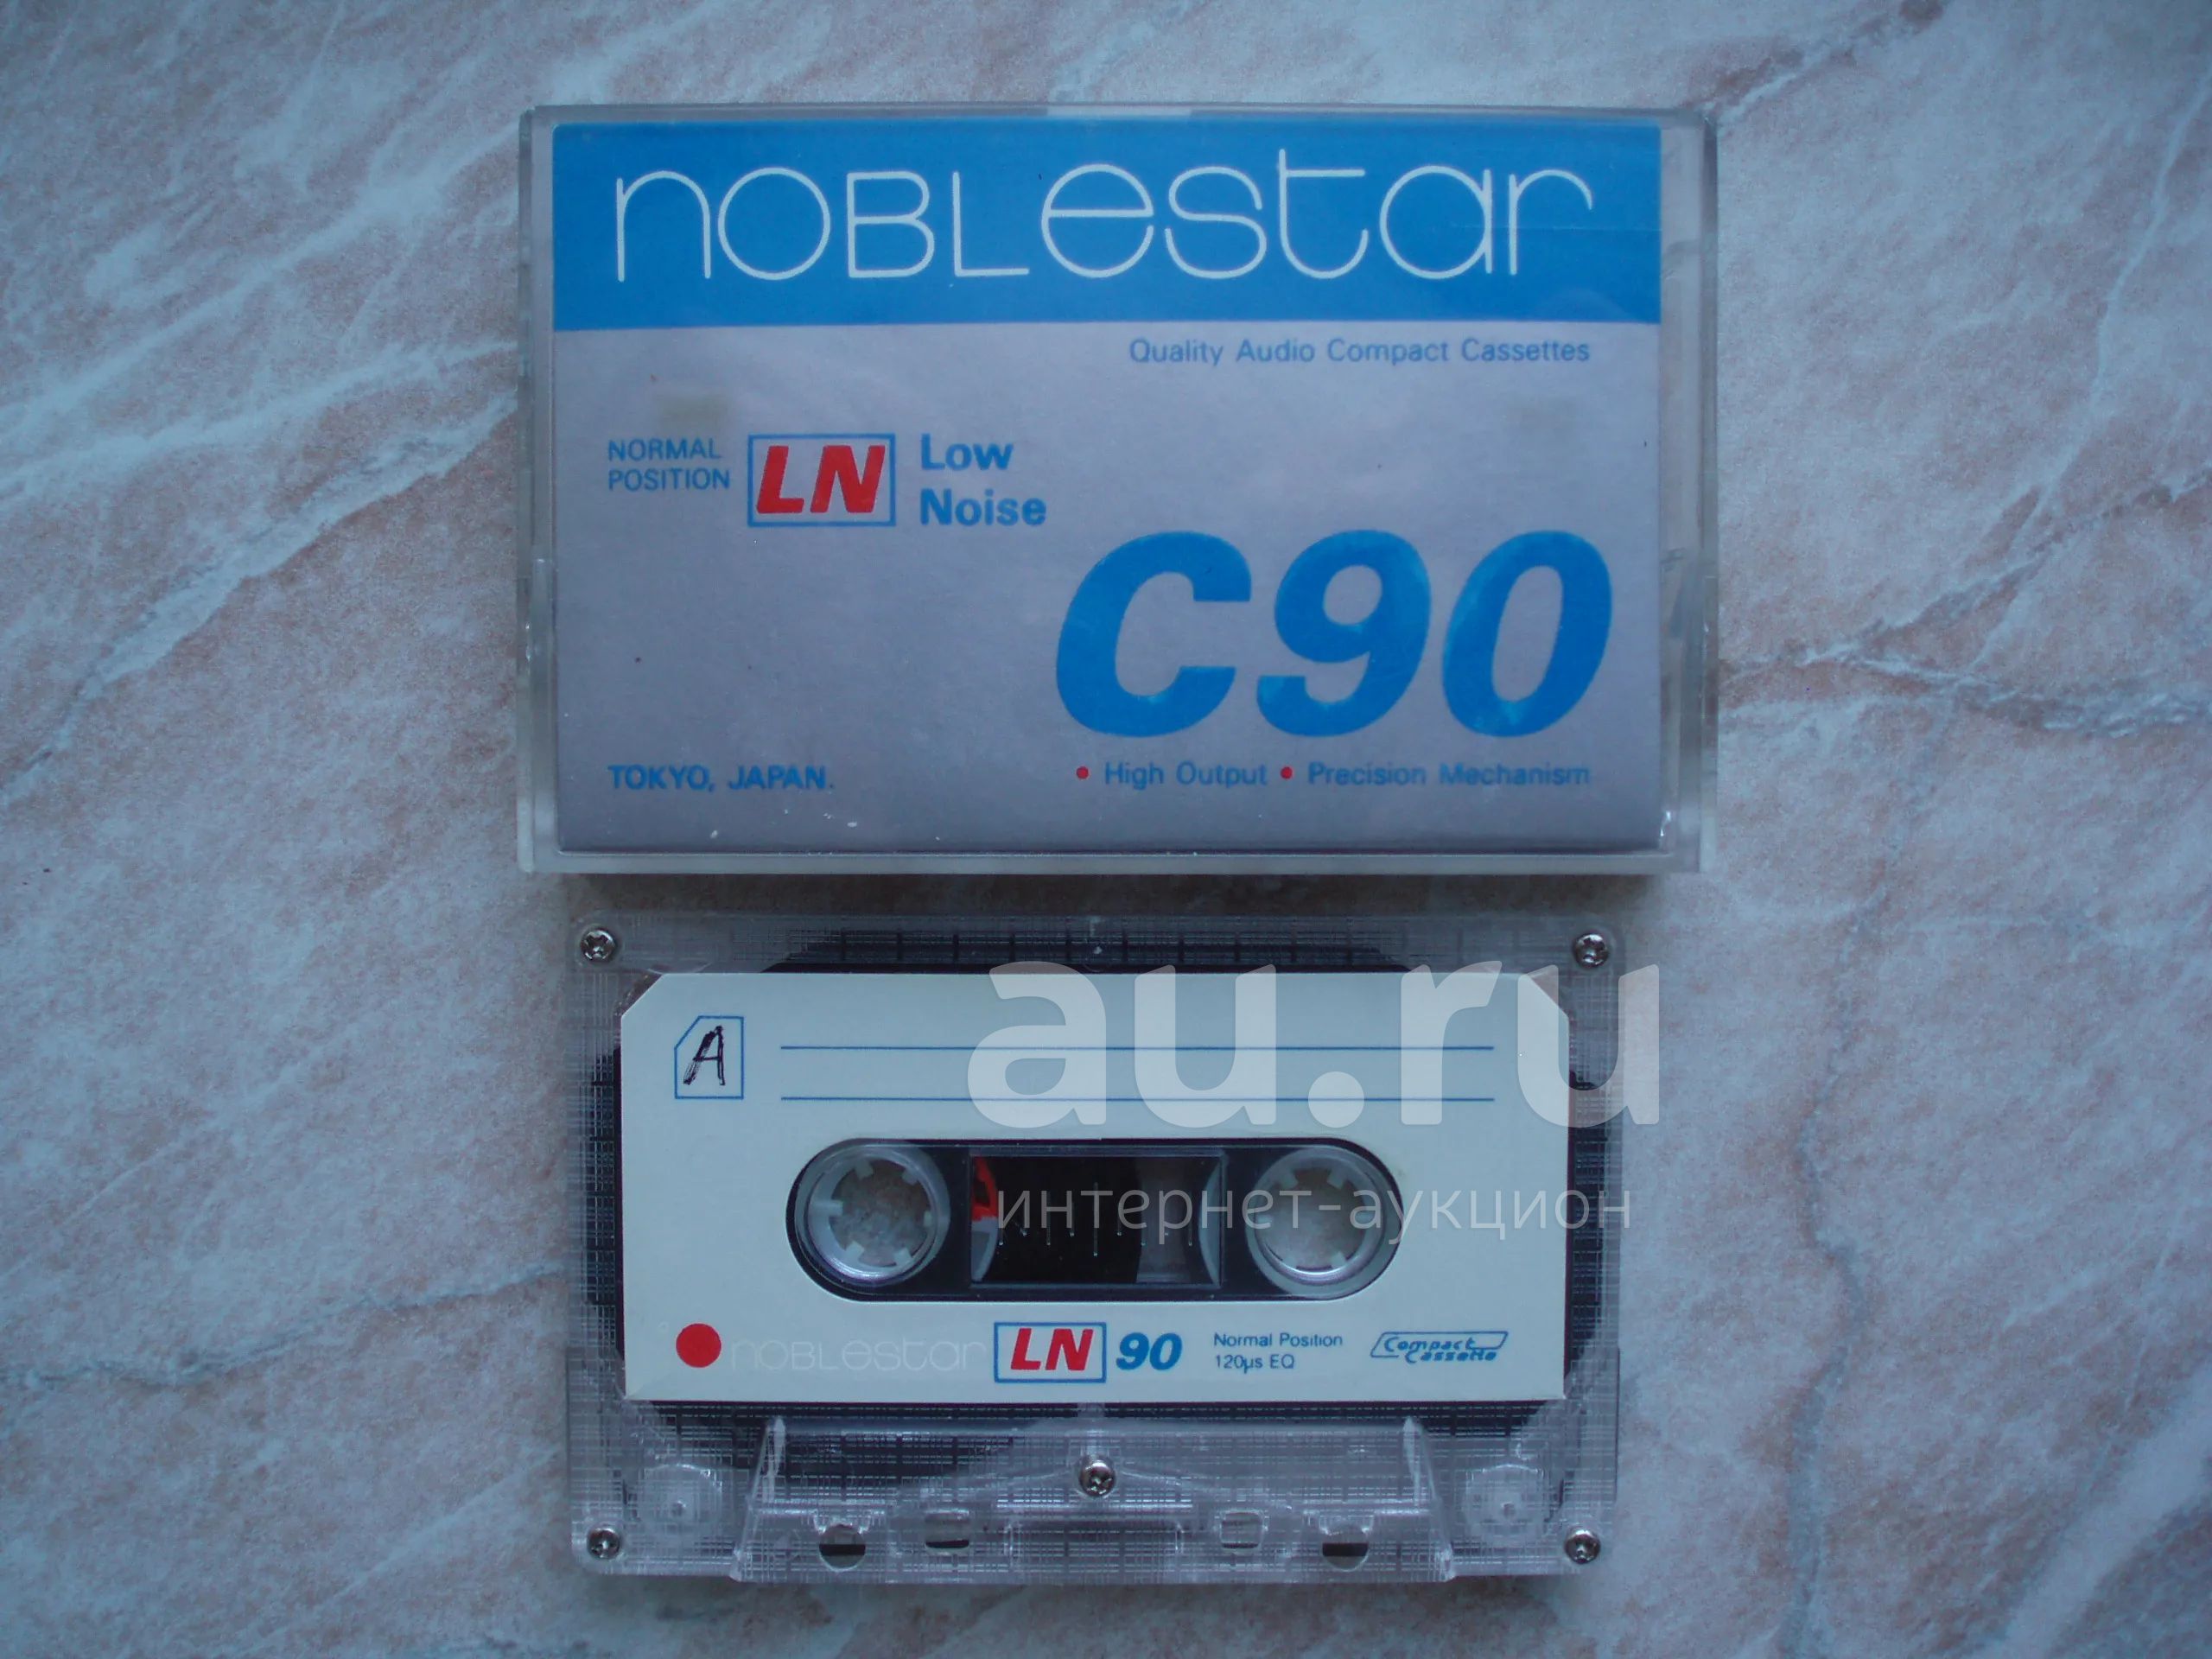 noBLestar
Quality Audio Compact Cassettes
NORMAL
POSITION
LN
Low
Noise
C90
TOKYO, JAPAN.
• High Output • Precision Mechanism
au.ru
A
интернет-аукцион
noBLestar LN 90
Normal Position
120µs EQ
Compact
Cassette